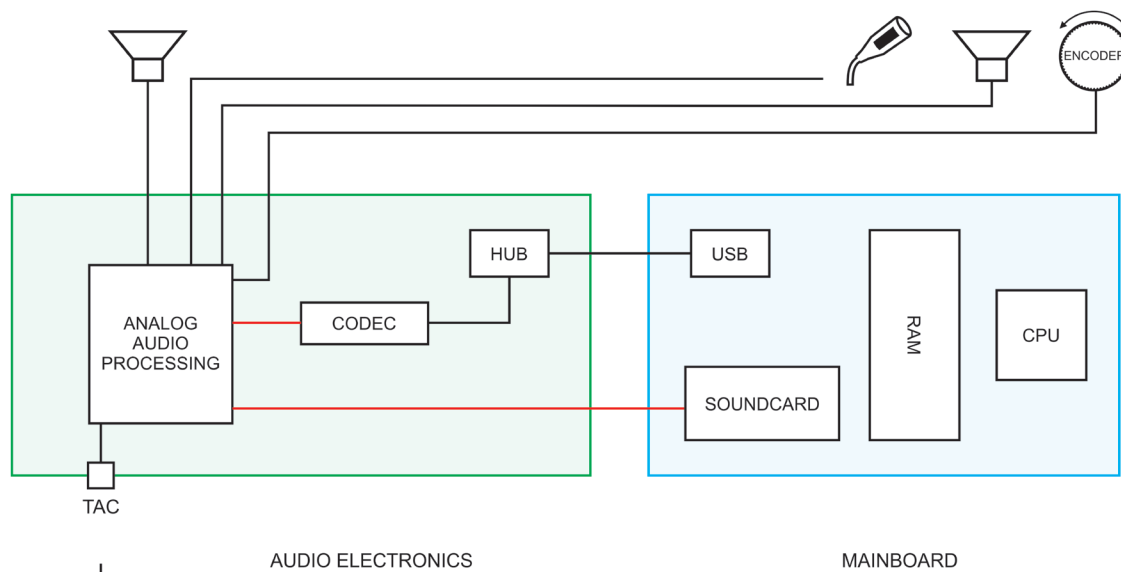 ENCODER
HUB
USB
ANALOG
AUDIO
PROCESSING
CODEC
RAM
CPU
SOUNDCARD
TAC
AUDIO ELECTRONICS
MAINBOARD